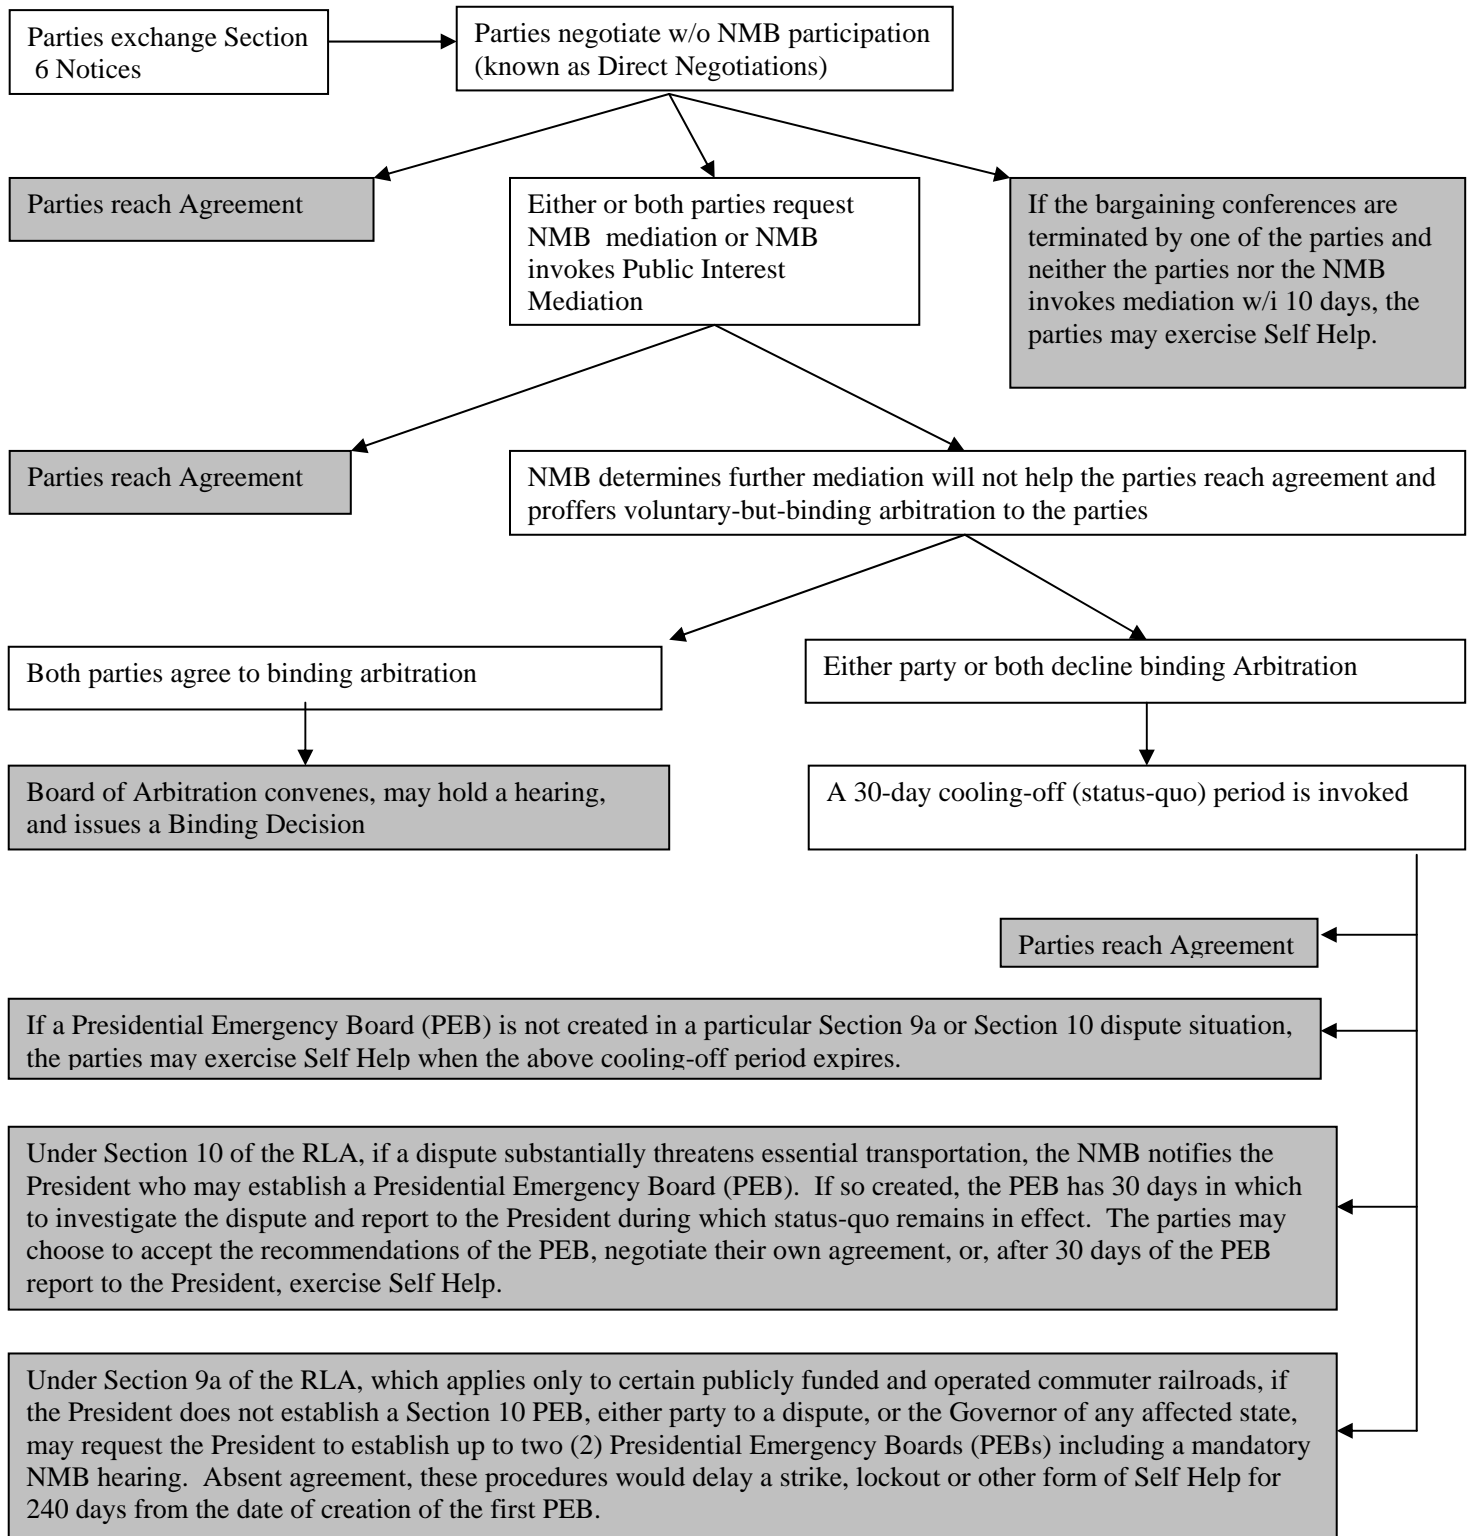 Parties exchange Section
6 Notices
Parties negotiate w/o NMB participation
(known as Direct Negotiations)
Parties reach Agreement
Either or both parties request
NMB mediation or NMB
invokes Public Interest
Mediation
If the bargaining conferences are
terminated by one of the parties and
neither the parties nor the NMB
invokes mediation w/i 10 days, the
parties may exercise Self Help.
Parties reach Agreement
NMB determines further mediation will not help the parties reach agreement and
proffers voluntary-but-binding arbitration to the parties
Both parties agree to binding arbitration
Either party or both decline binding Arbitration
Board of Arbitration convenes, may hold a hearing,
and issues a Binding Decision
A 30-day cooling-off (status-quo) period is invoked
Parties reach Agreement
If a Presidential Emergency Board (PEB) is not created in a particular Section 9a or Section 10 dispute situation,
the parties may exercise Self Help when the above cooling-off period expires.
Under Section 10 of the RLA, if a dispute substantially threatens essential transportation, the NMB notifies the
President who may establish a Presidential Emergency Board (PEB). If so created, the PEB has 30 days in which
to investigate the dispute and report to the President during which status-quo remains in effect. The parties may
choose to accept the recommendations of the PEB, negotiate their own agreement, or, after 30 days of the PEB
report to the President, exercise Self Help.
Under Section 9a of the RLA, which applies only to certain publicly funded and operated commuter railroads, if
the President does not establish a Section 10 PEB, either party to a dispute, or the Governor of any affected state,
may request the President to establish up to two (2) Presidential Emergency Boards (PEBs) including a mandatory
NMB hearing. Absent agreement, these procedures would delay a strike, lockout or other form of Self Help for
240 days from the date of creation of the first PEB.